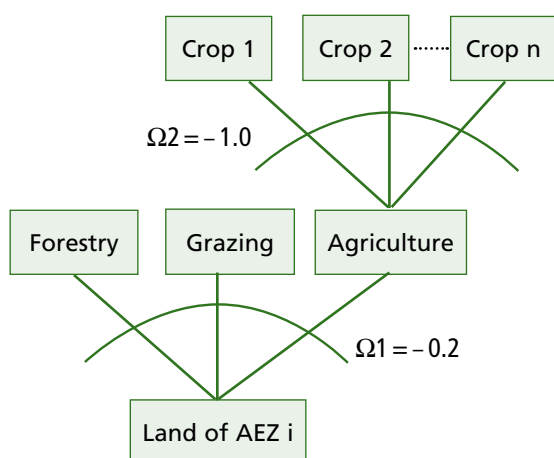 Crop 1
Crop 2
Crop n
Ω2 = – 1.0
Forestry
Grazing
Agriculture
Ω1 = – 0.2
Land of AEZ i